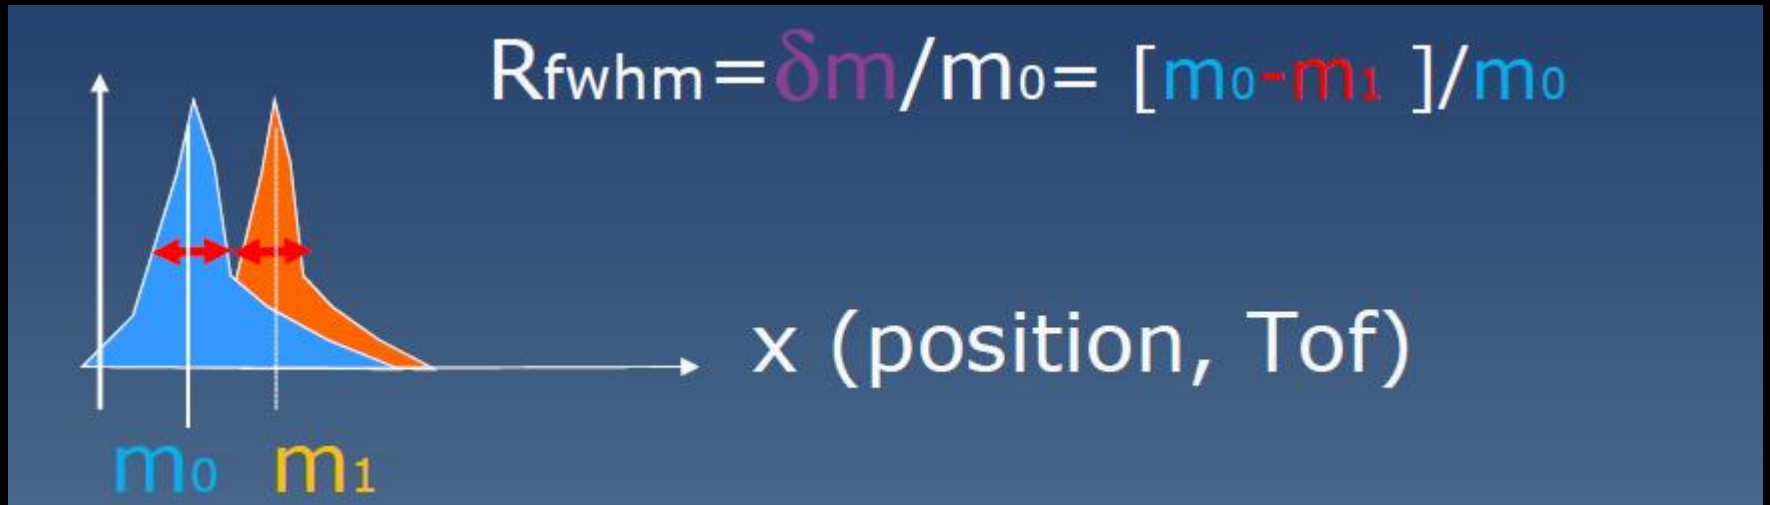 Rfwhm=δm/m₀= [m₀-m₁ ]/m₀
x (position, Tof)
m₀ m₁